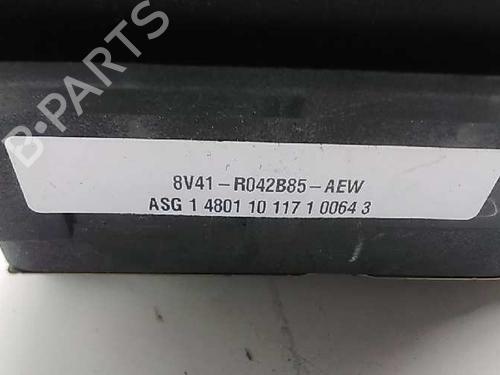 B-PARTS
8V41-R042B85-AEW
ASG 1 4801 10 117 1 0064 3